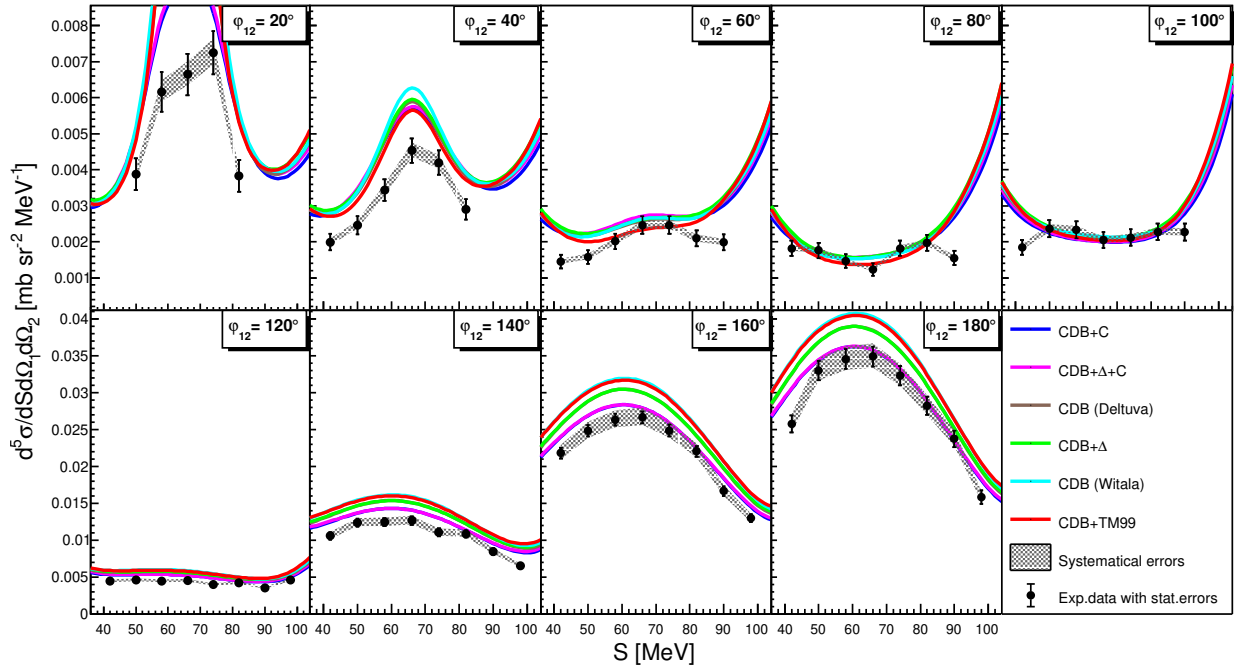 φ12 = 20°
φ12 = 40°
φ12 = 60°
φ12 = 80°
φ12 = 100°
0.008
0.007
0.006
0.005
0.004
0.003
0.002
0.001
d⁵σ/dSdΩ₁dΩ₂ [mb sr⁻² MeV⁻¹]
φ12 = 120°
φ12 = 140°
φ12 = 160°
φ12 = 180°
0.04
0.035
0.03
0.025
0.02
0.015
0.01
0.005
0
CDB+C
CDB+Δ+C
CDB (Deltuva)
CDB+Δ
CDB (Witala)
CDB+TM99
Systematical errors
Exp.data with stat.errors
40 50 60 70 80 90 100 40 50 60 70 80 90 100 40 50 60 70 80 90 100 40 50 60 70 80 90 100
S [MeV]